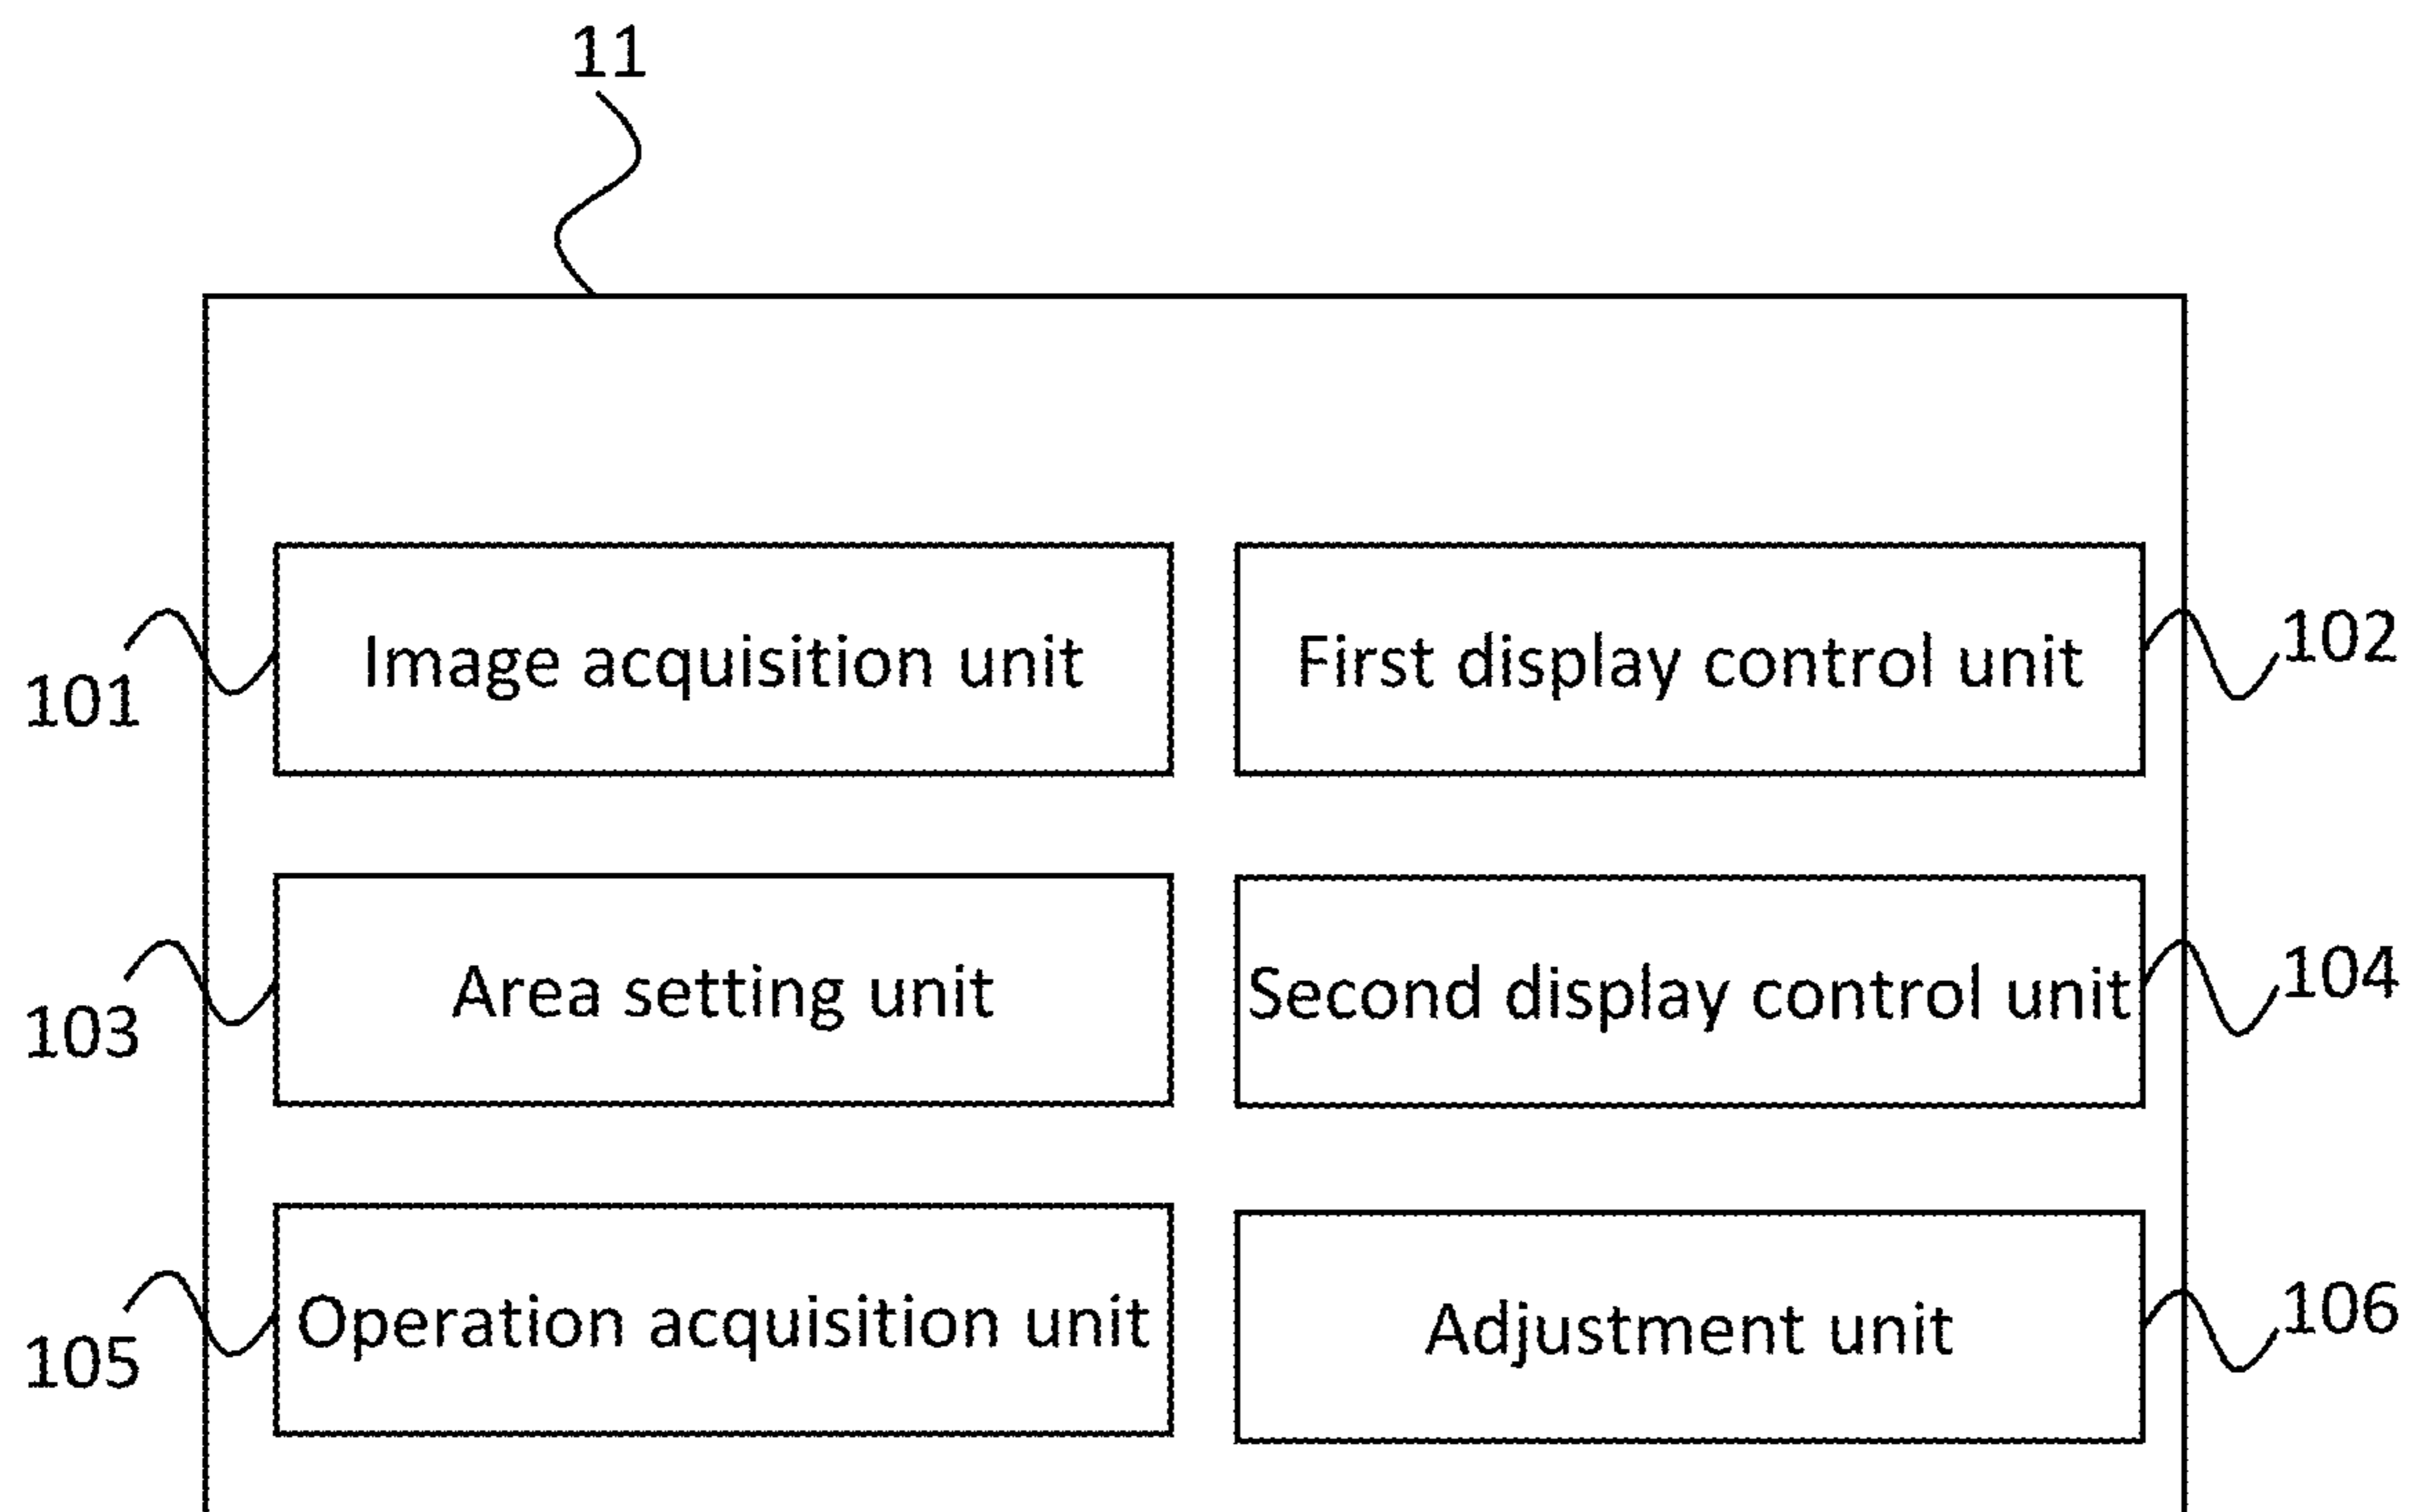 11
Image acquisition unit
First display control unit
101
102
Area setting unit
Second display control unit
103
104
Operation acquisition unit
Adjustment unit
105
106